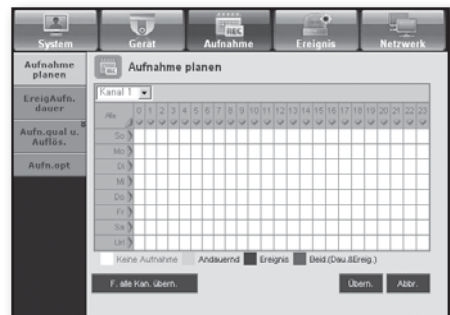 REC
System Gerät Aufnahme Ereignis Netzwerk
Aufnahme planen
Aufnahme
planen
EreigAufn.
dauer
Aufn.qual u.
Auflös.
Aufn.opt
Kanal 1
Alle 0 1 2 3 4 5 6 7 8 9 10 11 12 13 14 15 16 17 18 19 20 21 22 23
So
Mo
Di
Mi
Do
Fr
Sa
Url
Keine Aufnahme Andauernd Ereignis Beid.(Dau.&Ereig.)
F. alle Kan. übern. Übern. Abbr.